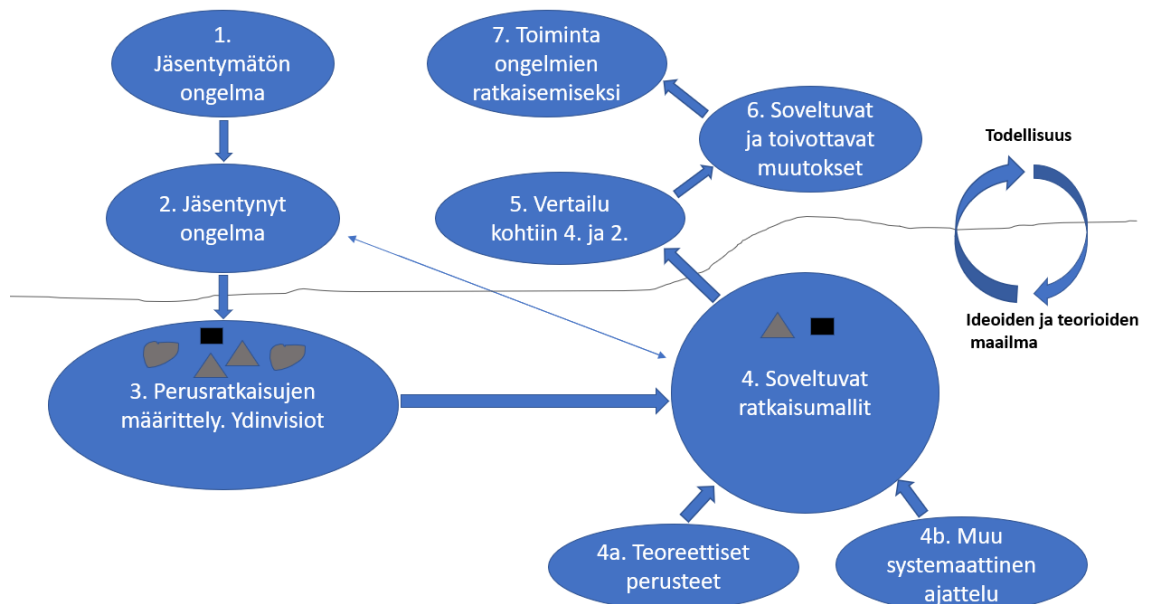 1.
Jäsentymätön
ongelma
2. Jäsentynyt
ongelma
3. Perusratkaisujen
määrittely. Ydinvisiot
4. Soveltuvat
ratkaisumallit
4a. Teoreettiset
perusteet
4b. Muu
systemaattinen
ajattelu
5. Vertailu
kohtiin 4. ja 2.
6. Soveltuvat
ja toivottavat
muutokset
7. Toiminta
ongelmien
ratkaisemiseksi
Todellisuus
Ideoiden ja teorioiden
maailma